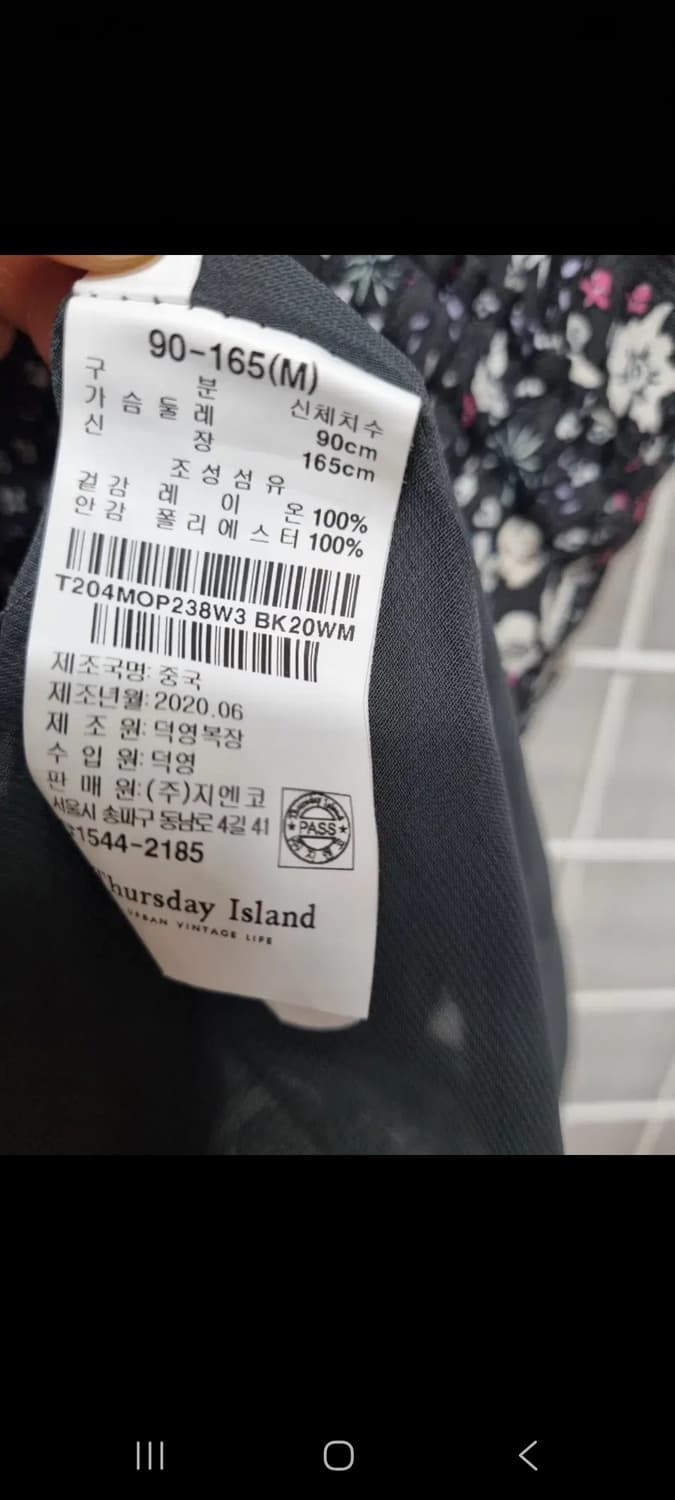 90-165(M)
구 분 신체치수
가 슴 둘 레 90cm
신 장 165cm
조 성 섬 유
겉 감 레 이 온 100%
안 감 폴 리 에 스 터 100%
T204MOP238W3 BK20WM
제조국명: 중국
제조년월: 2020.06
제 조 원: 덕영복장
수 입 원: 덕영
판 매 원: (주)지엔코
서울시 송파구 동남로 4길 41
1544-2185
PASS
Thursday Island
URBAN VINTAGE LIFE